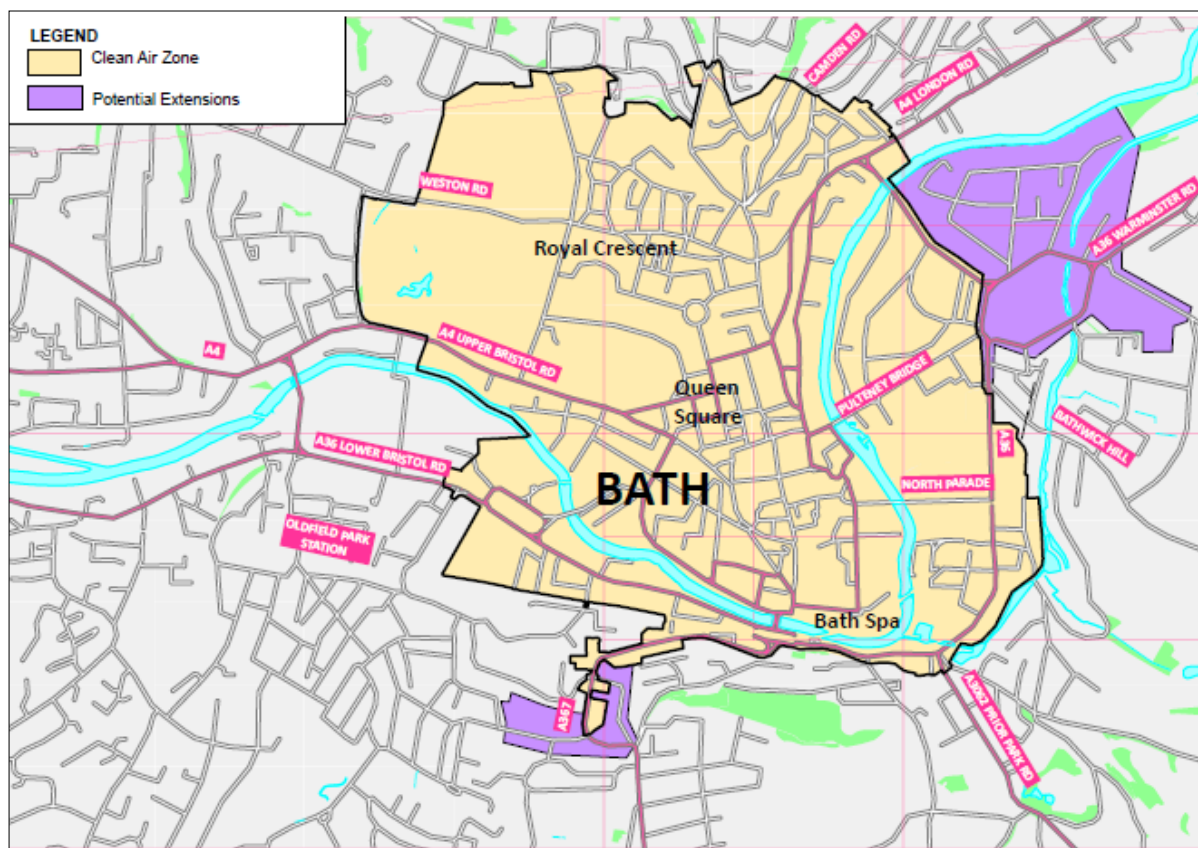 LEGEND
Clean Air Zone
Potential Extensions
CAMDEN RD
A4 LONDON RD
WESTON RD
Royal Crescent
A36 WARMINSTER RD
A4
A4 UPPER BRISTOL RD
Queen
Square
PULTENEY BRIDGE
BATHWICK HILL
A36
A36 LOWER BRISTOL RD
BATH
NORTH PARADE
OLDFIELD PARK
STATION
Bath Spa
A367
A3062 PRIOR PARK RD